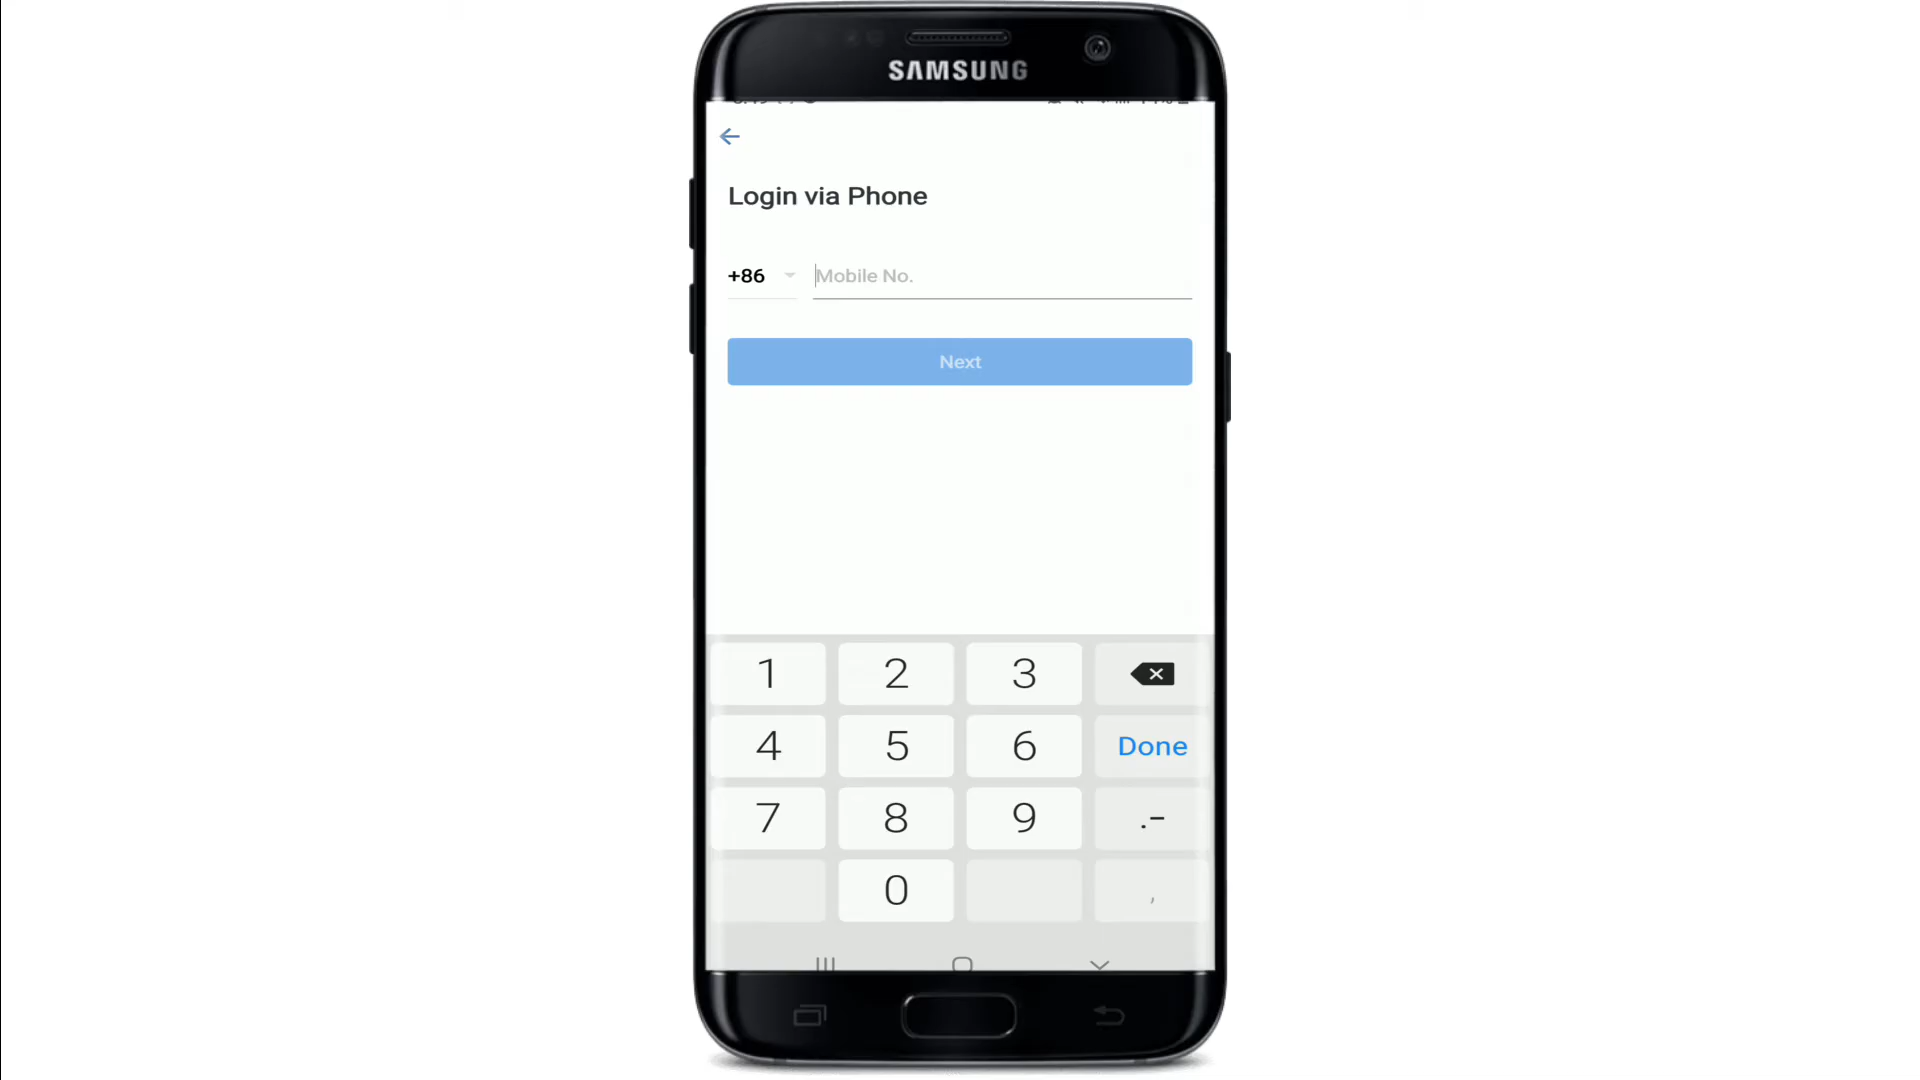 SAMSUNG
Login via Phone
+86 Mobile No.
Next
1 2 3
4 5 6 Done
7 8 9 .-
0 ,